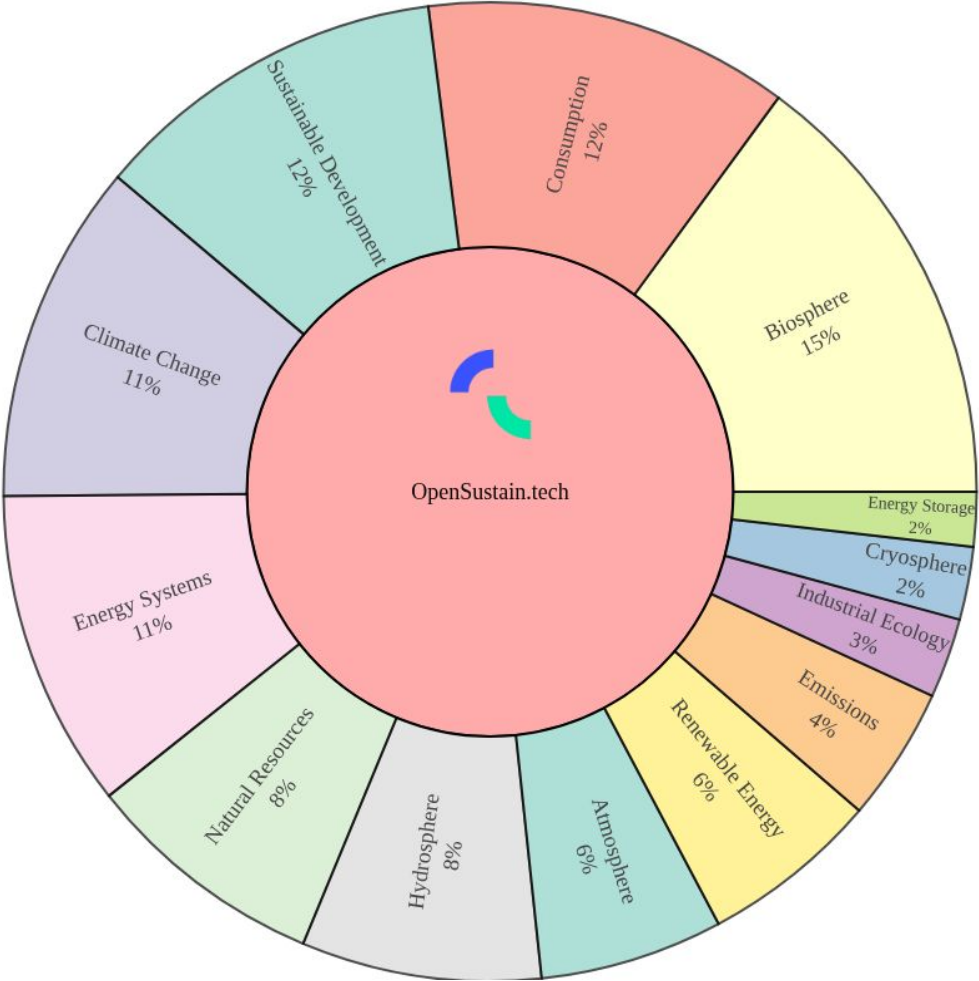 Sustainable Development
12%
Consumption
12%
Biosphere
15%
Climate Change
11%
OpenSustain.tech
Energy Storage
2%
Cryosphere
2%
Industrial Ecology
3%
Energy Systems
11%
Emissions
4%
Natural Resources
8%
Hydrosphere
8%
Atmosphere
6%
Renewable Energy
6%